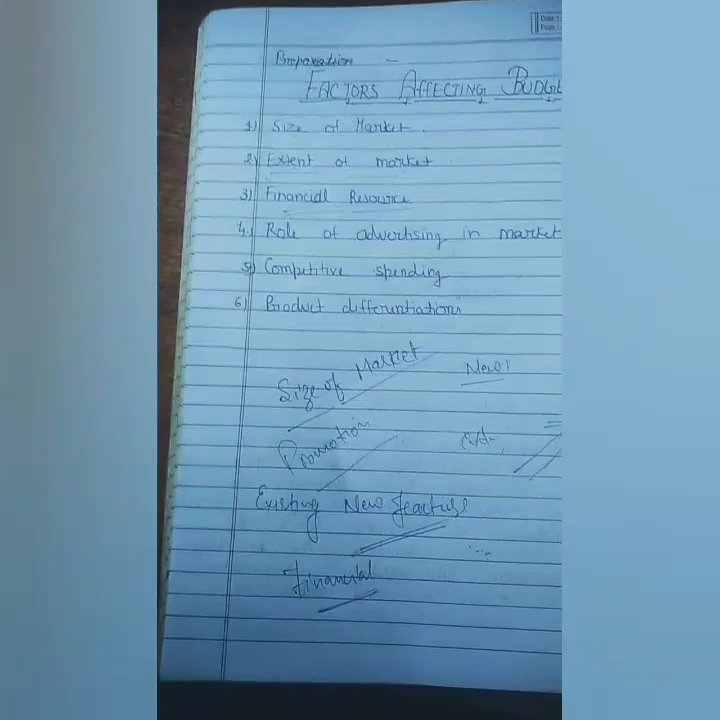 Preparation -
FACTORS AFFECTING BUDGE
1) Size of Market.
2) Extent of market
3) Financial Resource
4.) Role of advertising in market
5) Competitive spending
6) Product differentiations
Size of Market New!
Promotion
Existing New feacture
Financial